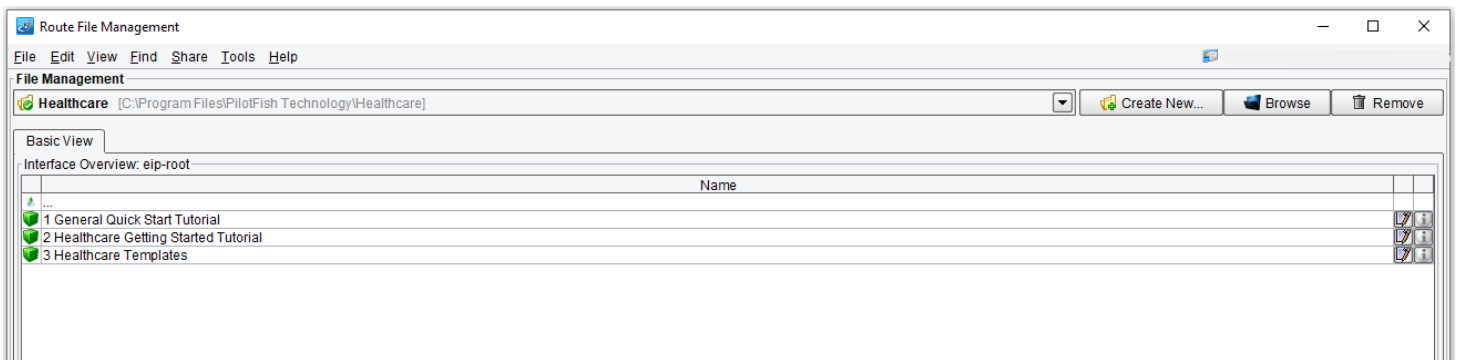 Route File Management
File Edit View Find Share Tools Help
File Management
Healthcare [C:\Program Files\PilotFish Technology\Healthcare] Create New... Browse Remove
Basic View
Interface Overview: eip-root
Name
...
1 General Quick Start Tutorial
2 Healthcare Getting Started Tutorial
3 Healthcare Templates